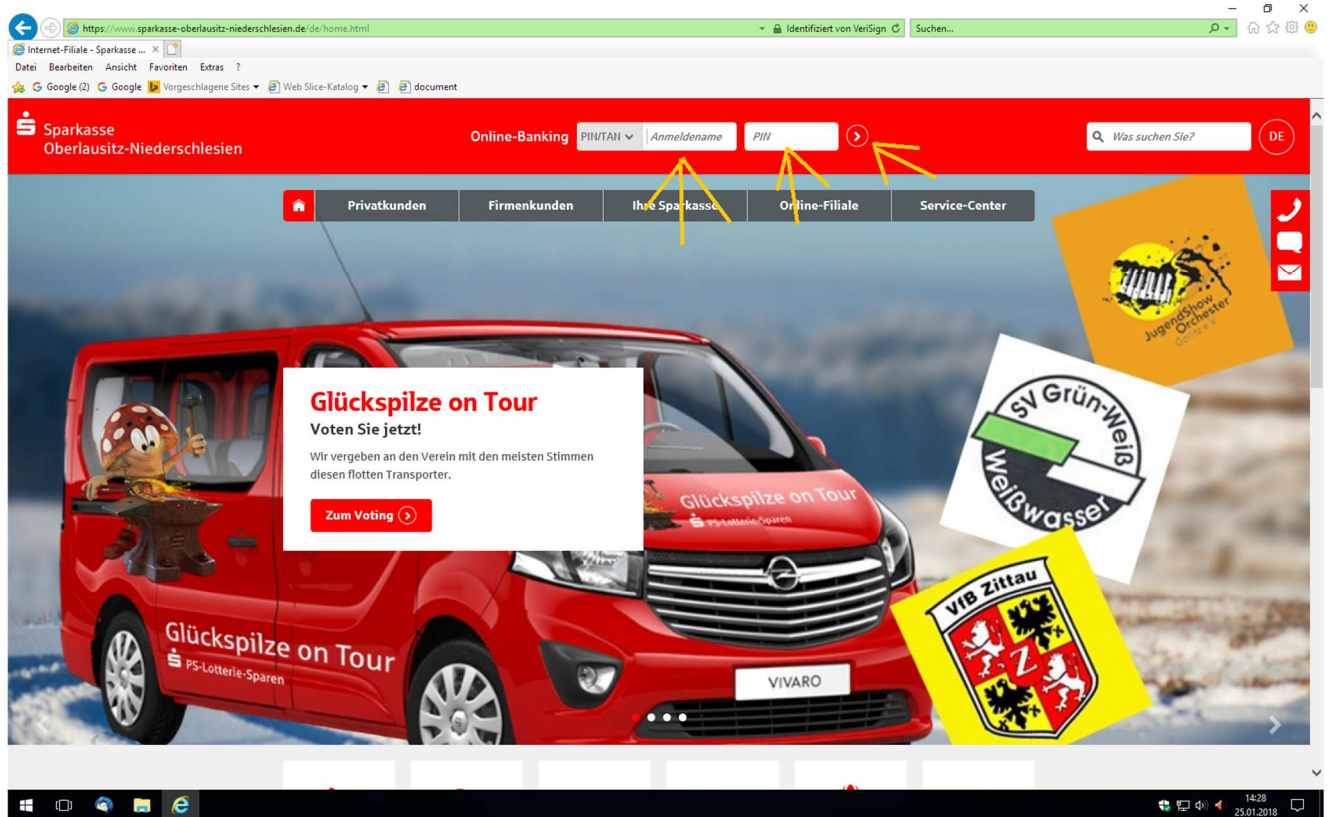 https://www.sparkasse-oberlausitz-niederschlesien.de/de/home.html
Identifiziert von VeriSign
Suchen...
Internet-Filiale - Sparkasse ...
Datei Bearbeiten Ansicht Favoriten Extras ?
Google (2) Google Vorgeschlagene Sites Web Slice-Katalog document
Sparkasse
Oberlausitz-Niederschlesien
Online-Banking PIN/TAN Anmeldename PIN
Was suchen Sie?
DE
Privatkunden Firmenkunden Ihre Sparkasse Online-Filiale Service-Center
JugendShow
Orchester
Görlitz e.V.
SV Grün-Weiß
Weißwasser
Glückspilze on Tour
Voten Sie jetzt!
Wir vergeben an den Verein mit den meisten Stimmen
diesen flotten Transporter.
Zum Voting
Glückspilze on Tour
PS-Lotterie-Sparen
VfB Zittau
Z
Glückspilze on Tour
PS-Lotterie-Sparen
VIVARO
14:28
25.01.2018